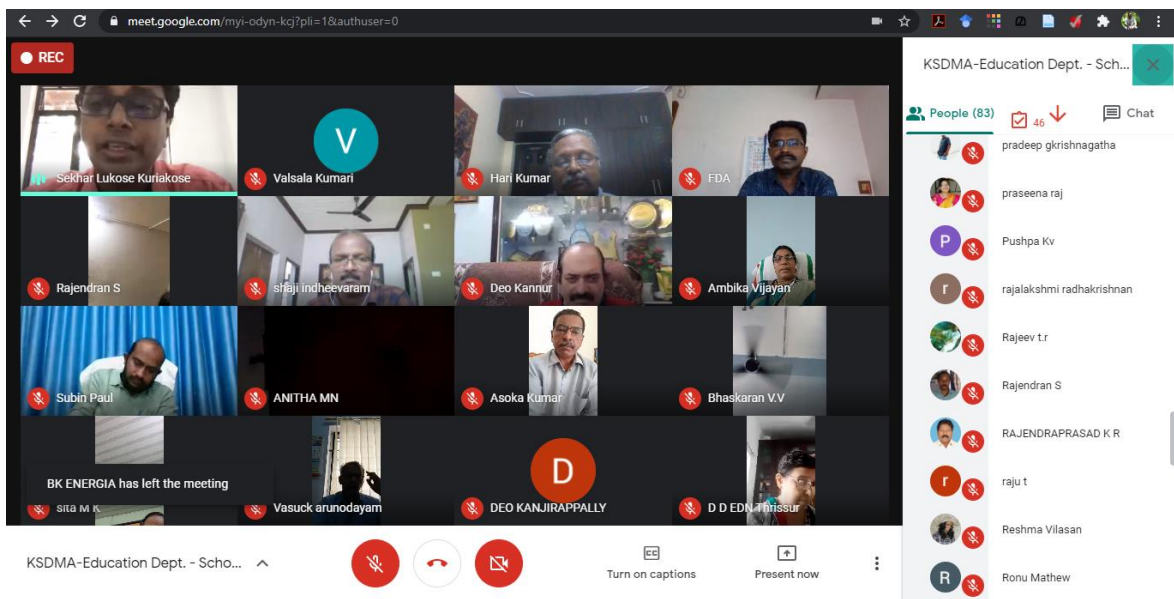 meet.google.com/myi-odyn-kcj?pli=1&authuser=0
REC
KSDMA-Education Dept. - Sch...
People (83)
46
Chat
Sekhar Lukose Kuriakose
V
Valsala Kumari
Hari Kumar
FDA
Rajendran S
shaji indheevaram
Deo Kannur
Ambika Vijayan
Subin Paul
ANITHA MN
Asoka Kumar
Bhaskaran V.V
BK ENERGIA has left the meeting
sita M K
Vasuck arunodayam
D
DEO KANJIRAPPALLY
D D EDN Thrissur
pradeep gkrishnagatha
praseena raj
P
Pushpa Kv
r
rajalakshmi radhakrishnan
Rajeev t.r
Rajendran S
RAJENDRAPRASAD K R
r
raju t
Reshma Vilasan
R
Ronu Mathew
KSDMA-Education Dept. - Scho...
CC
Turn on captions
Present now